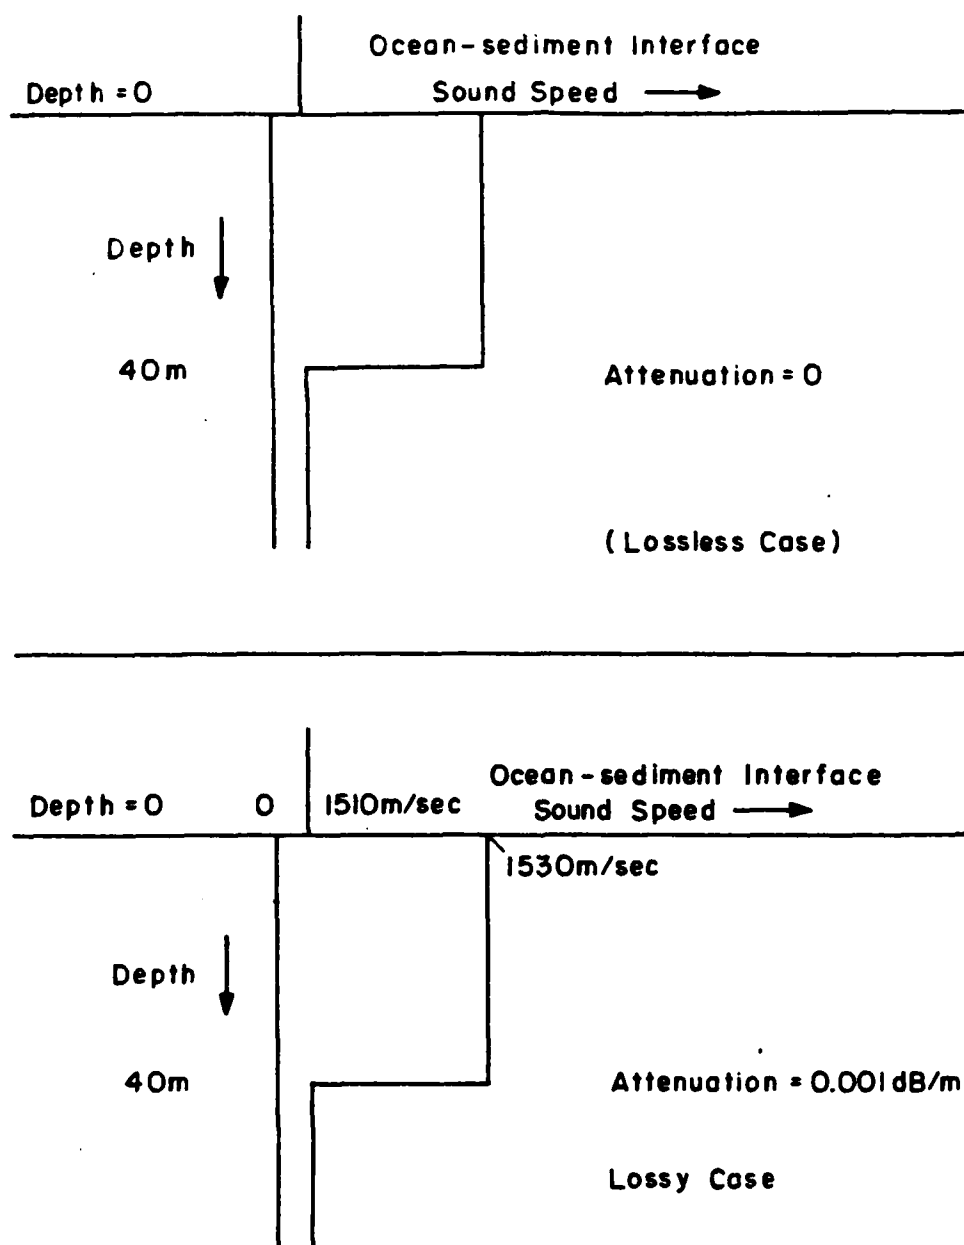 Ocean-sediment Interface
Depth = 0 Sound Speed
Depth
40m Attenuation = 0
(Lossless Case)
Ocean-sediment Interface
Depth = 0 0 1510m/sec Sound Speed
1530m/sec
Depth
40m Attenuation = 0.001dB/m
Lossy Case